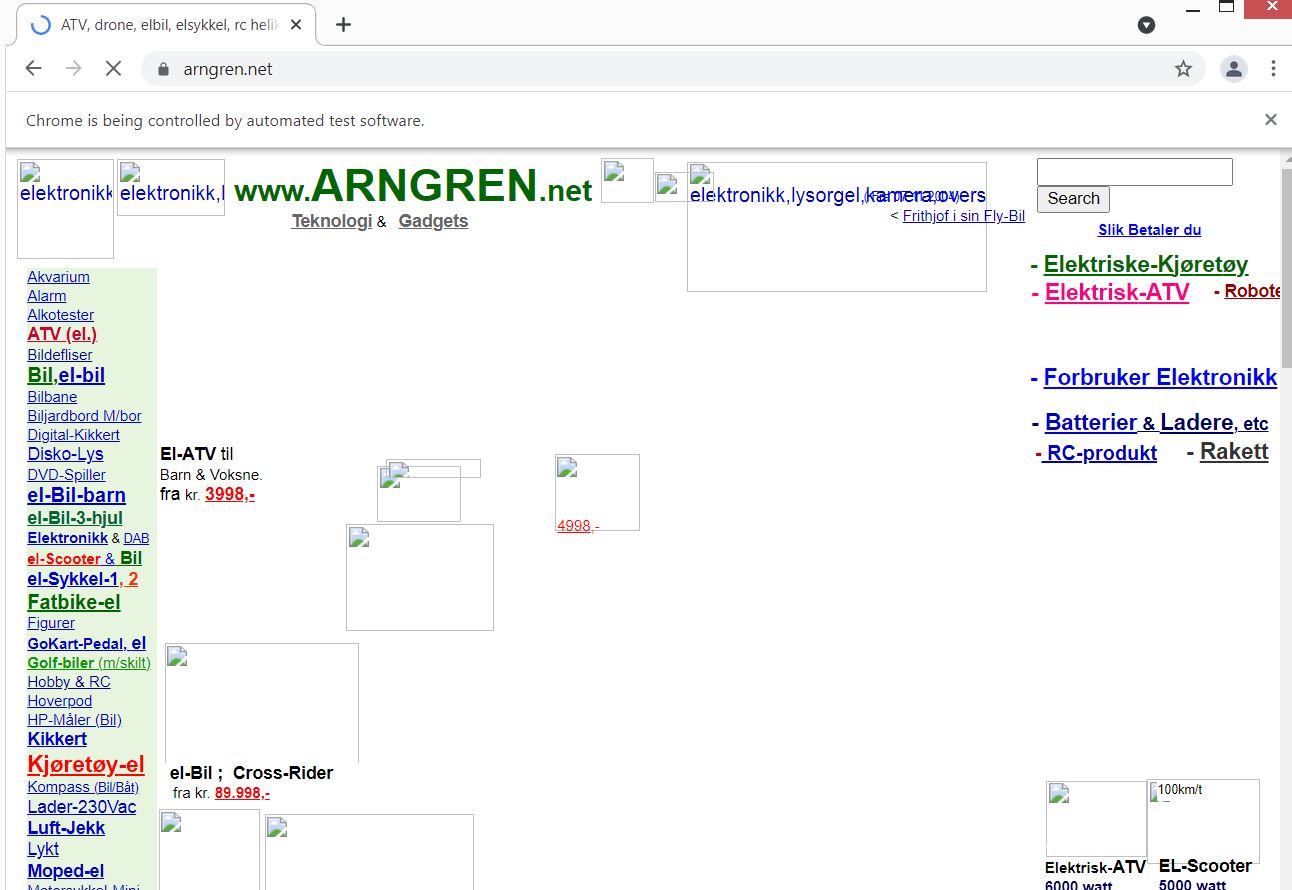 ATV, drone, elbil, elsykkel, rc helik
arngren.net
Chrome is being controlled by automated test software.
elektronikk
elektronikk,l
www.ARNGREN.net
Teknologi & Gadgets
elektronikk,lysorgel,kamera,overs
< Frithjof i sin Fly-Bil
Search
Slik Betaler du
- Elektriske-Kjøretøy
- Elektrisk-ATV - Robote
- Forbruker Elektronikk
- Batterier & Ladere, etc
- RC-produkt - Rakett
Akvarium
Alarm
Alkotester
ATV (el.)
Bildefliser
Bil,el-bil
Bilbane
Biljardbord M/bor
Digital-Kikkert
Disko-Lys
DVD-Spiller
el-Bil-barn
el-Bil-3-hjul
Elektronikk & DAB
el-Scooter & Bil
el-Sykkel-1, 2
Fatbike-el
Figurer
GoKart-Pedal, el
Golf-biler (m/skilt)
Hobby & RC
Hoverpod
HP-Måler (Bil)
Kikkert
Kjøretøy-el
Kompass (Bil/Båt)
Lader-230Vac
Luft-Jekk
Lykt
Moped-el
Motorsykkel-Mini
El-ATV til
Barn & Voksne.
fra kr. 3998,-
4998,-
el-Bil ; Cross-Rider
fra kr. 89.998,-
100km/t
Elektrisk-ATV
6000 watt
EL-Scooter
5000 watt